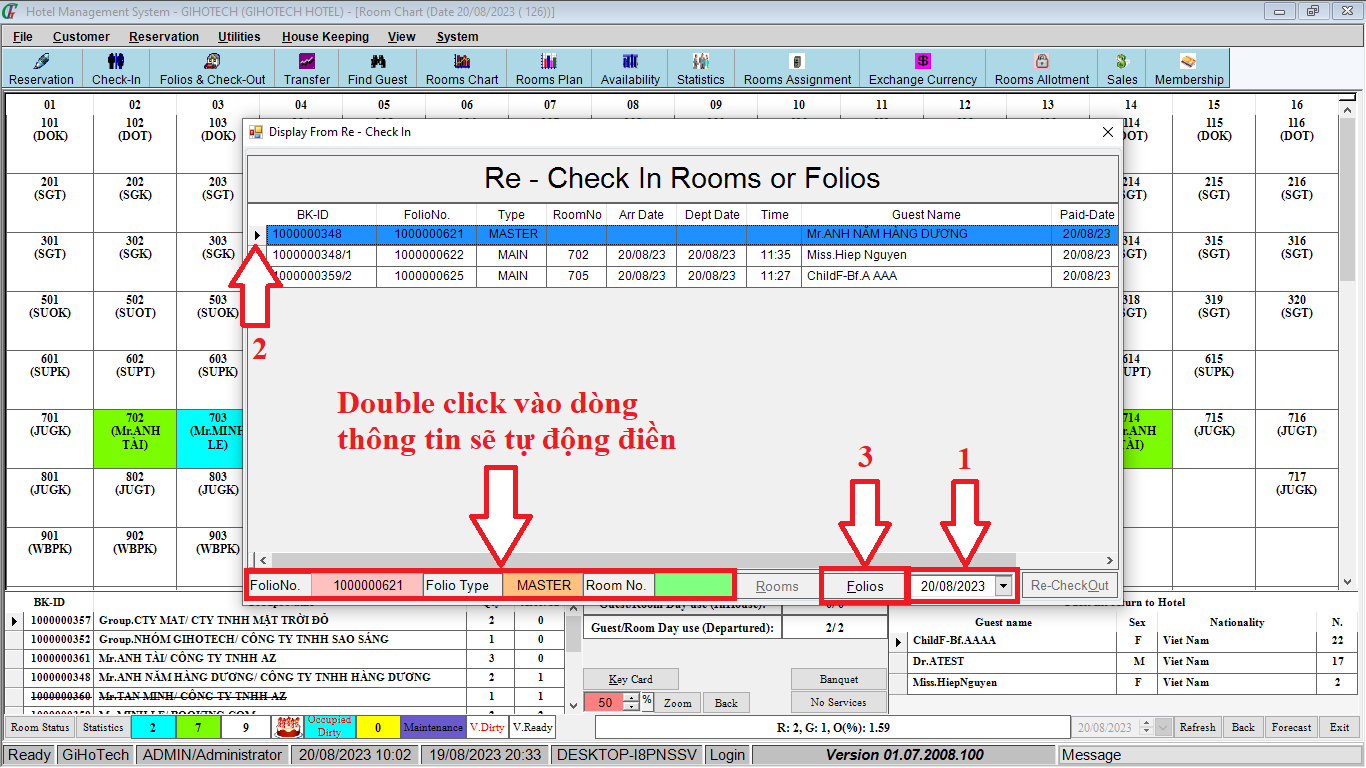 Hotel Management System - GIHOTECH (GIHOTECH HOTEL) - [Room Chart (Date 20/08/2023 ( 126))]
File Customer Reservation Utilities House Keeping View System
Reservation Check-In Folios & Check-Out Transfer Find Guest Rooms Chart Rooms Plan Availability Statistics Rooms Assignment Exchange Currency Rooms Allotment Sales Membership
01 02 03 04 05 06 07 08 09 10 11 12 13 14 15 16
101 102 103 114 115 116
(DOK) (DOT) (DOK) (DOK) (DOT)
Display From Re - Check In
Re - Check In Rooms or Folios
201 202 203 214 215 216
(SGT) (SGK) (SGT) (SGT) (SGT)
BK-ID FolioNo. Type RoomNo Arr Date Dept Date Time Guest Name Paid-Date
1000000348 1000000621 MASTER Mr.ANH NĂM HÀNG DƯƠNG 20/08/23
1000000348/1 1000000622 MAIN 702 20/08/23 20/08/23 11:35 Miss.Hiep Nguyen 20/08/23
1000000359/2 1000000625 MAIN 705 20/08/23 20/08/23 11:27 ChildF-Bf.A AAA 20/08/23
301 302 303 314 315 316
(SGT) (SGK) (SGK) (SGT) (SGT)
501 502 503 318 319 320
(SUOK) (SUOT) (SUOK) (SGT) (SGT)
2
601 602 603 614 615
(SUPK) (SUPT) (SUPK) (SUPK)
Double click vào dòng
thông tin sẽ tự động điền
3 1
701 702 703 714 715 716
(JUGK) (Mr.ANH TÀI) (Mr.MINH LE) (JUGK) (JUGT)
801 802 803 717
(JUGK) (JUGT) (JUGK) (JUGK)
901 902 903
(WBPK) (WBPK) (WBPK)
FolioNo. 1000000621 Folio Type MASTER Room No. Rooms Folios 20/08/2023 Re-CheckOut
BK-ID
1000000357 Group.CTY MAT/ CTY TNHH MẶT TRỜI ĐỎ 2 0
1000000352 Group.NHÓM GIHOTECH/ CÔNG TY TNHH SAO SÁNG 1 0
1000000361 Mr.ANH TÀI/ CÔNG TY TNHH AZ 3 0
1000000348 Mr.ANH NĂM HÀNG DƯƠNG/ CÔNG TY TNHH HÀNG DƯƠNG 2 1
1000000360 Mr.TAN MINH/ CÔNG TY TNHH AZ 1 1
Guest/Room Day use (Departured): 2/ 2
Key Card Banquet
50 % Zoom Back No Services
Guest name Sex Nationality N.
ChildF-Bf.AAAA F Viet Nam 22
Dr.ATEST M Viet Nam 17
Miss.HiepNguyen F Viet Nam 2
Room Status Statistics 2 7 9 Occupied Dirty 0 Maintenance V.Dirty V.Ready R: 2, G: 1, O(%): 1.59 20/08/2023 Refresh Back Forecast Exit
Ready GiHoTech ADMIN/Administrator 20/08/2023 10:02 19/08/2023 20:33 DESKTOP-I8PNSSV Login Version 01.07.2008.100 Message